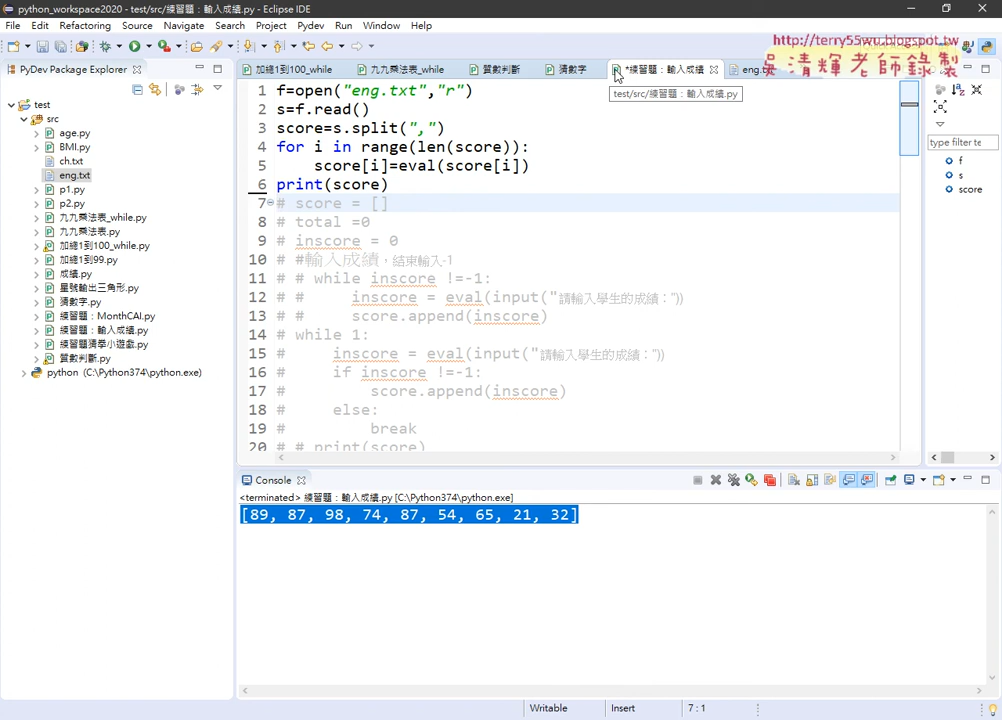 python_workspace2020 - test/src/練習題：輸入成績.py - Eclipse IDE
File Edit Refactoring Source Navigate Search Project Pydev Run Window Help
http://terry55wu.blogspot.tw
吳清輝老師錄製
PyDev Package Explorer
加總1到100_while
九九乘法表_while
質數判斷
猜數字
*練習題：輸入成績
test/src/練習題：輸入成績.py
test
src
age.py
BMI.py
ch.txt
eng.txt
p1.py
p2.py
九九乘法表_while.py
九九乘法表.py
加總1到100_while.py
加總1到99.py
成績.py
星號輸出三角形.py
猜數字.py
練習題：MonthCAI.py
練習題：輸入成績.py
練習題猜學小遊戲.py
質數判斷.py
python (C:\Python374\python.exe)
1 f=open("eng.txt","r")
2 s=f.read()
3 score=s.split(",")
4 for i in range(len(score)):
5 score[i]=eval(score[i])
6 print(score)
7 # score = []
8 # total =0
9 # inscore = 0
10 # #輸入成績，結束輸入-1
11 # # while inscore !=-1:
12 # # inscore = eval(input("請輸入學生的成績："))
13 # # score.append(inscore)
14 # while 1:
15 # inscore = eval(input("請輸入學生的成績："))
16 # if inscore !=-1:
17 # score.append(inscore)
18 # else:
19 # break
20 # # print(score)
type filter te
f
s
score
Console
<terminated> 練習題：輸入成績.py [C:\Python374\python.exe]
[89, 87, 98, 74, 87, 54, 65, 21, 32]
Writable Insert 7 : 1